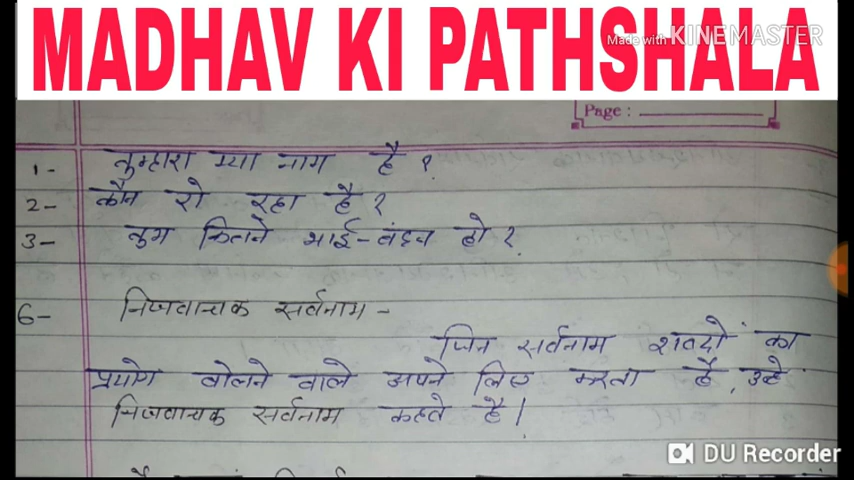 MADHAV KI PATHSHALA
Made with KINEMASTER
Page :
1- तुम्हारा क्या नाम है ?
2- कौन रो रहा है ?
3- तुम कितने भाई-बहन हो ?
6- निजवाचक सर्वनाम -
जिन सर्वनाम शब्दों का
प्रयोग बोलने वाले अपने लिए करता है, उन्हे
निजवाचक सर्वनाम कहते है।
DU Recorder